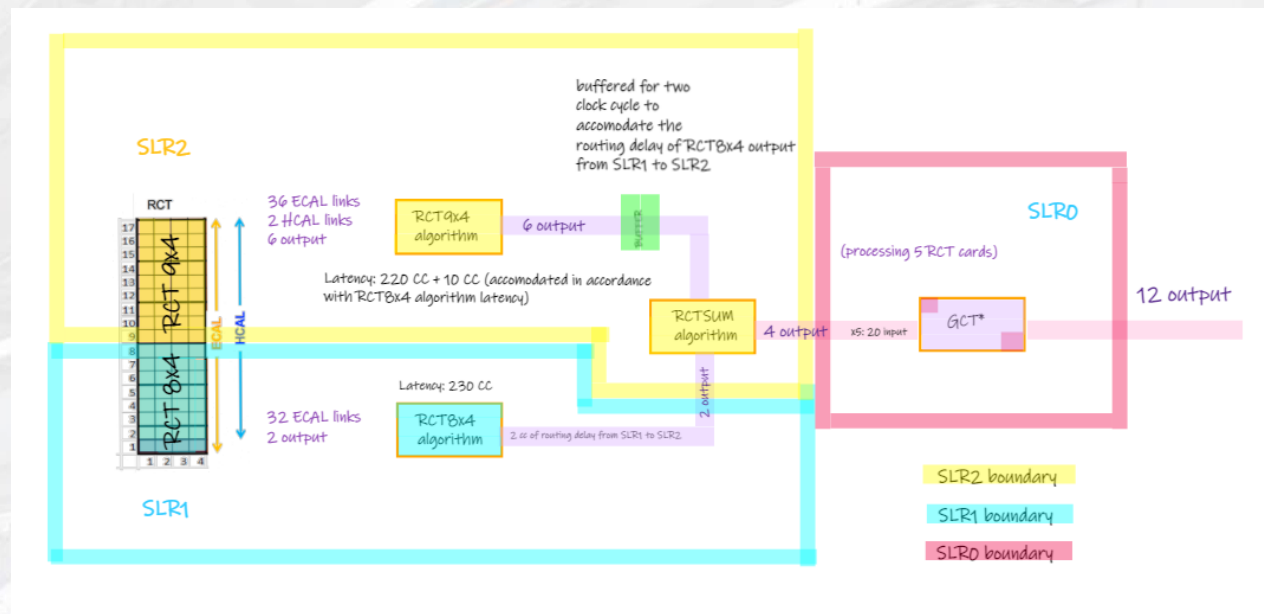 buffered for two
clock cycle to
accomodate the
routing delay of RCT8x4 output
from SLR1 to SLR2
SLR2
RCT
17
16
15
14
13
12
11
10
9
8
7
6
5
4
3
2
1
1 2 3 4
RCT 9x4
RCT 8x4
ECAL
HCAL
36 ECAL links
2 HCAL links
6 output
RCT9x4
algorithm
6 output
BUFFER
Latency: 220 CC + 10 CC (accomodated in accordance
with RCT8x4 algorithm latency)
RCTSUM
algorithm
4 output
2 output
Latency: 230 CC
32 ECAL links
2 output
RCT8x4
algorithm
2 cc of routing delay from SLR1 to SLR2
SLR1
SLR0
(processing 5 RCT cards)
x5: 20 input
GCT*
12 output
SLR2 boundary
SLR1 boundary
SLR0 boundary